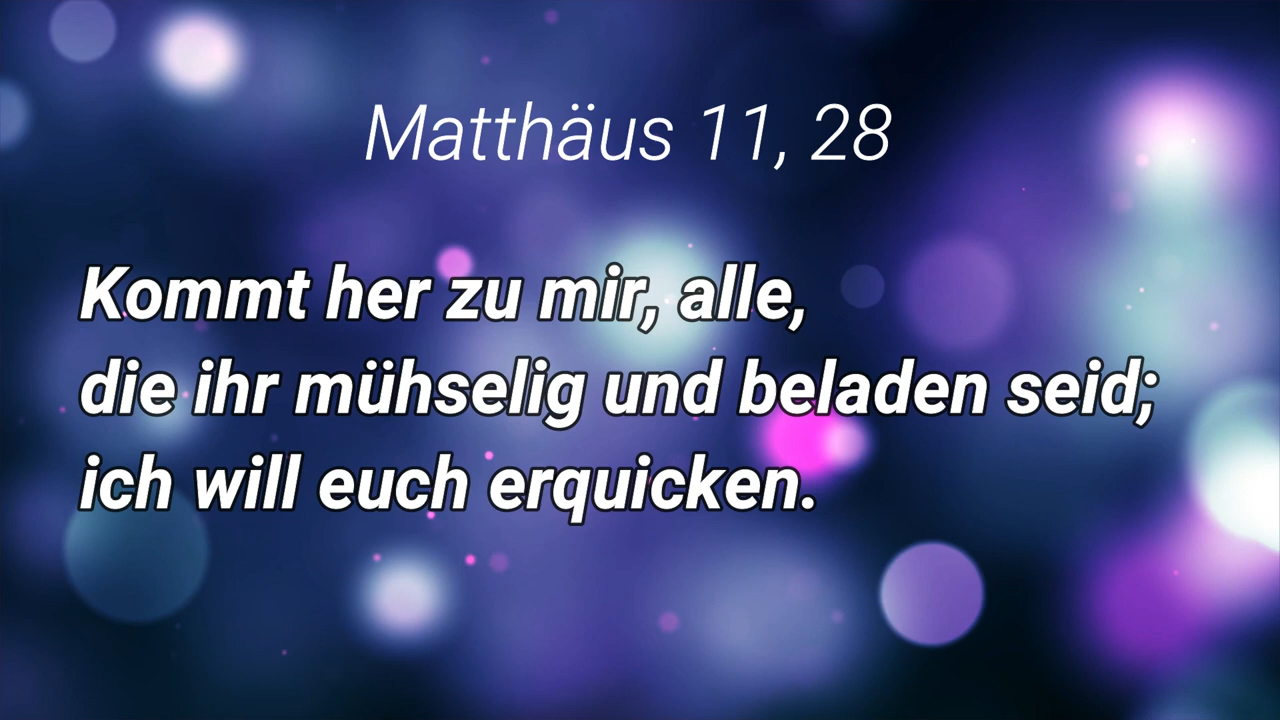 Matthäus 11, 28
Kommt her zu mir, alle,
die ihr mühselig und beladen seid;
ich will euch erquicken.